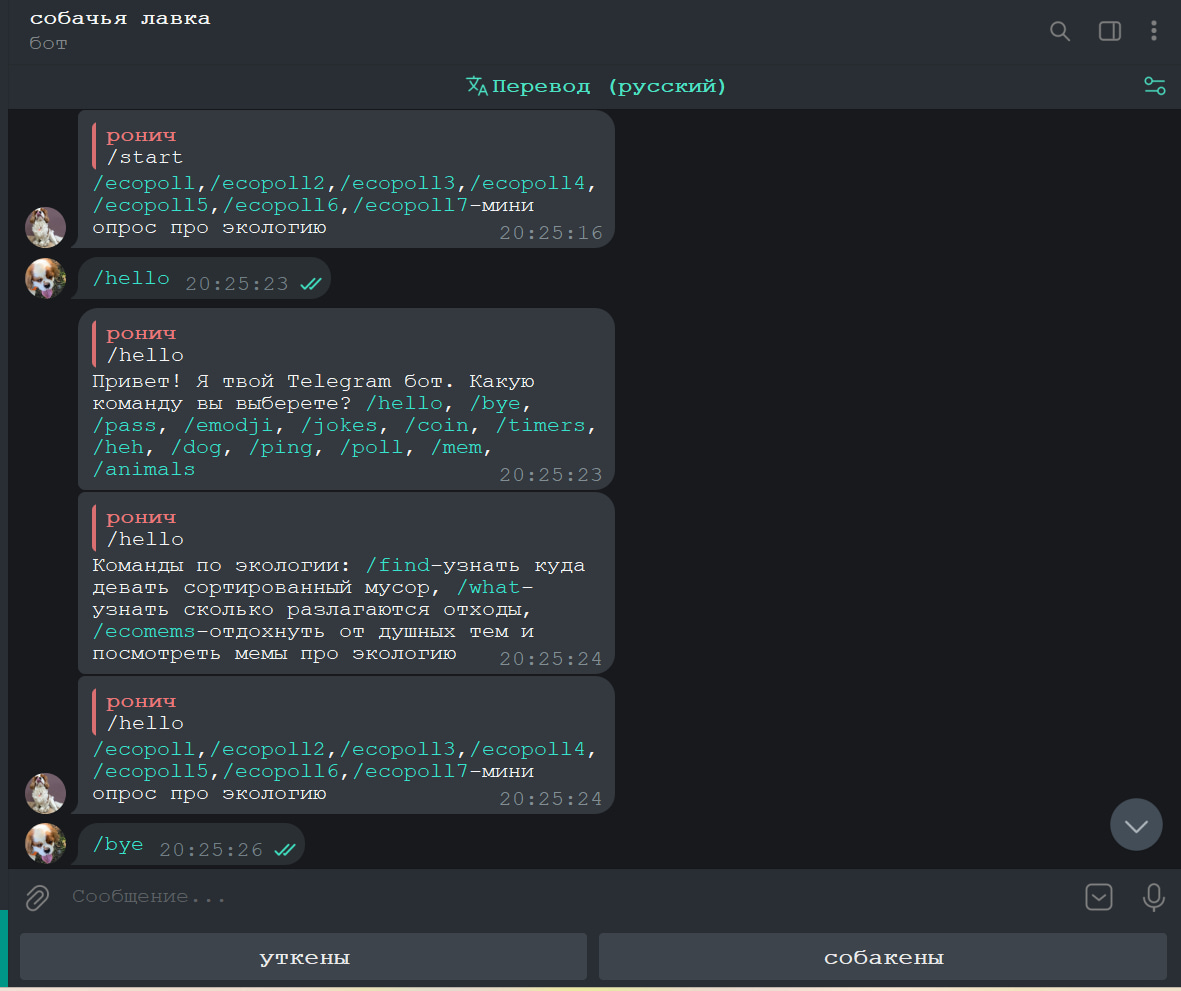 собачья лавка
бот
Перевод (русский)
ронич
/start
/ecopoll,/ecopoll2,/ecopoll3,/ecopoll4,
/ecopoll5,/ecopoll6,/ecopoll7-мини
опрос про экологию
20:25:16
/hello 20:25:23
ронич
/hello
Привет! Я твой Telegram бот. Какую
команду вы выберете? /hello, /bye,
/pass, /emodji, /jokes, /coin, /timers,
/heh, /dog, /ping, /poll, /mem,
/animals
20:25:23
ронич
/hello
Команды по экологии: /find-узнать куда
девать сортированный мусор, /what-
узнать сколько разлагаются отходы,
/ecomems-отдохнуть от душных тем и
посмотреть мемы про экологию
20:25:24
ронич
/hello
/ecopoll,/ecopoll2,/ecopoll3,/ecopoll4,
/ecopoll5,/ecopoll6,/ecopoll7-мини
опрос про экологию
20:25:24
/bye 20:25:26
Сообщение...
уткены
собакены